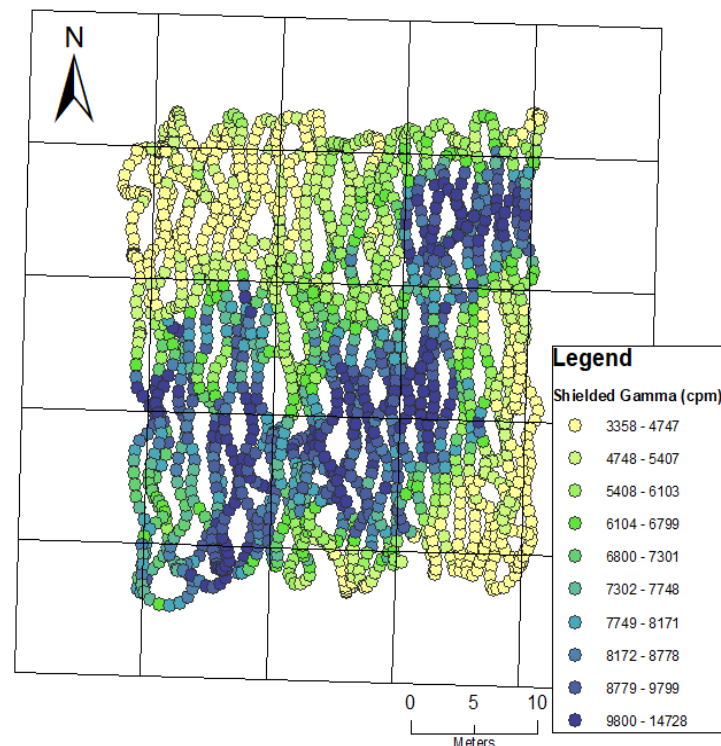 N
Legend
Shielded Gamma (cpm)
3358 - 4747
4748 - 5407
5408 - 6103
6104 - 6799
6800 - 7301
7302 - 7748
7749 - 8171
8172 - 8778
8779 - 9799
9800 - 14728
0 5 10
Meters